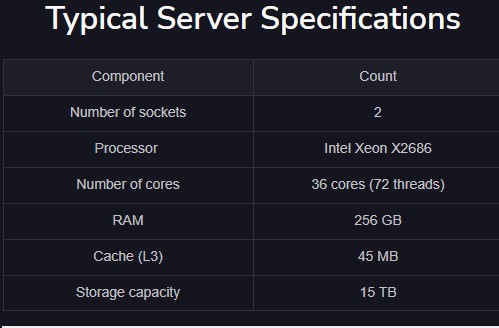 Typical Server Specifications
Component Count
Number of sockets 2
Processor Intel Xeon X2686
Number of cores 36 cores (72 threads)
RAM 256 GB
Cache (L3) 45 MB
Storage capacity 15 TB